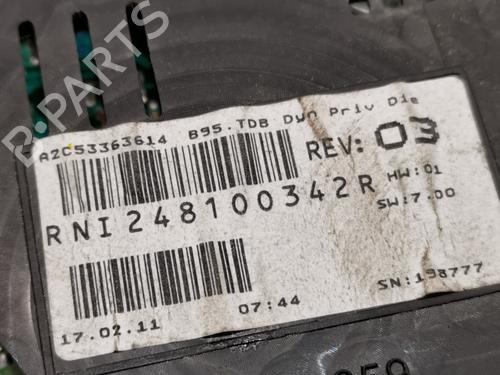 B-PARTS
A2C53363614 B95.TDB Dwn Priv Die
REV: 03
RNI248100342R
HW:01
SW:7.00
17.02.11 07:44 SN:198777